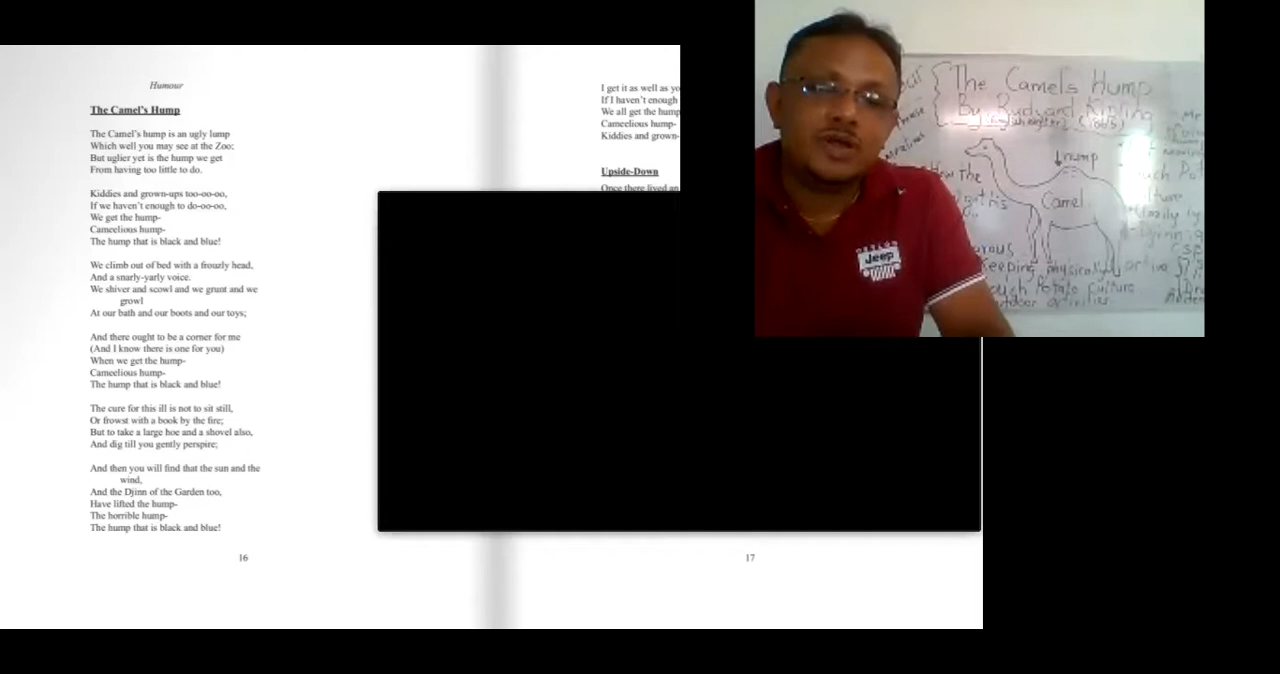 Humour
The Camel's Hump
The Camel's hump is an ugly lump
Which well you may see at the Zoo;
But uglier yet is the hump we get
From having too little to do.
Kiddies and grown-ups too-oo-oo,
If we haven't enough to do-oo-oo,
We get the hump-
Cameelious hump-
The hump that is black and blue!
We climb out of bed with a frouzly head,
And a snarly-yarly voice.
We shiver and scowl and we grunt and we
growl
At our bath and our boots and our toys;
And there ought to be a corner for me
(And I know there is one for you)
When we get the hump-
Cameelious hump-
The hump that is black and blue!
The cure for this ill is not to sit still,
Or frowst with a book by the fire;
But to take a large hoe and a shovel also,
And dig till you gently perspire;
And then you will find that the sun and the
wind,
And the Djinn of the Garden too,
Have lifted the hump-
The horrible hump-
The hump that is black and blue!
16
I get it as well as yo
If I haven't enough
We all get the hump
Cameelious hump-
Kiddies and grown-
Upside-Down
Once there lived an
17
The Camel's Hump
By Rudyard Kipling
hump
Camel
How the
Keeping physically active
Couch Potato Culture
outdoor activities
Jeep